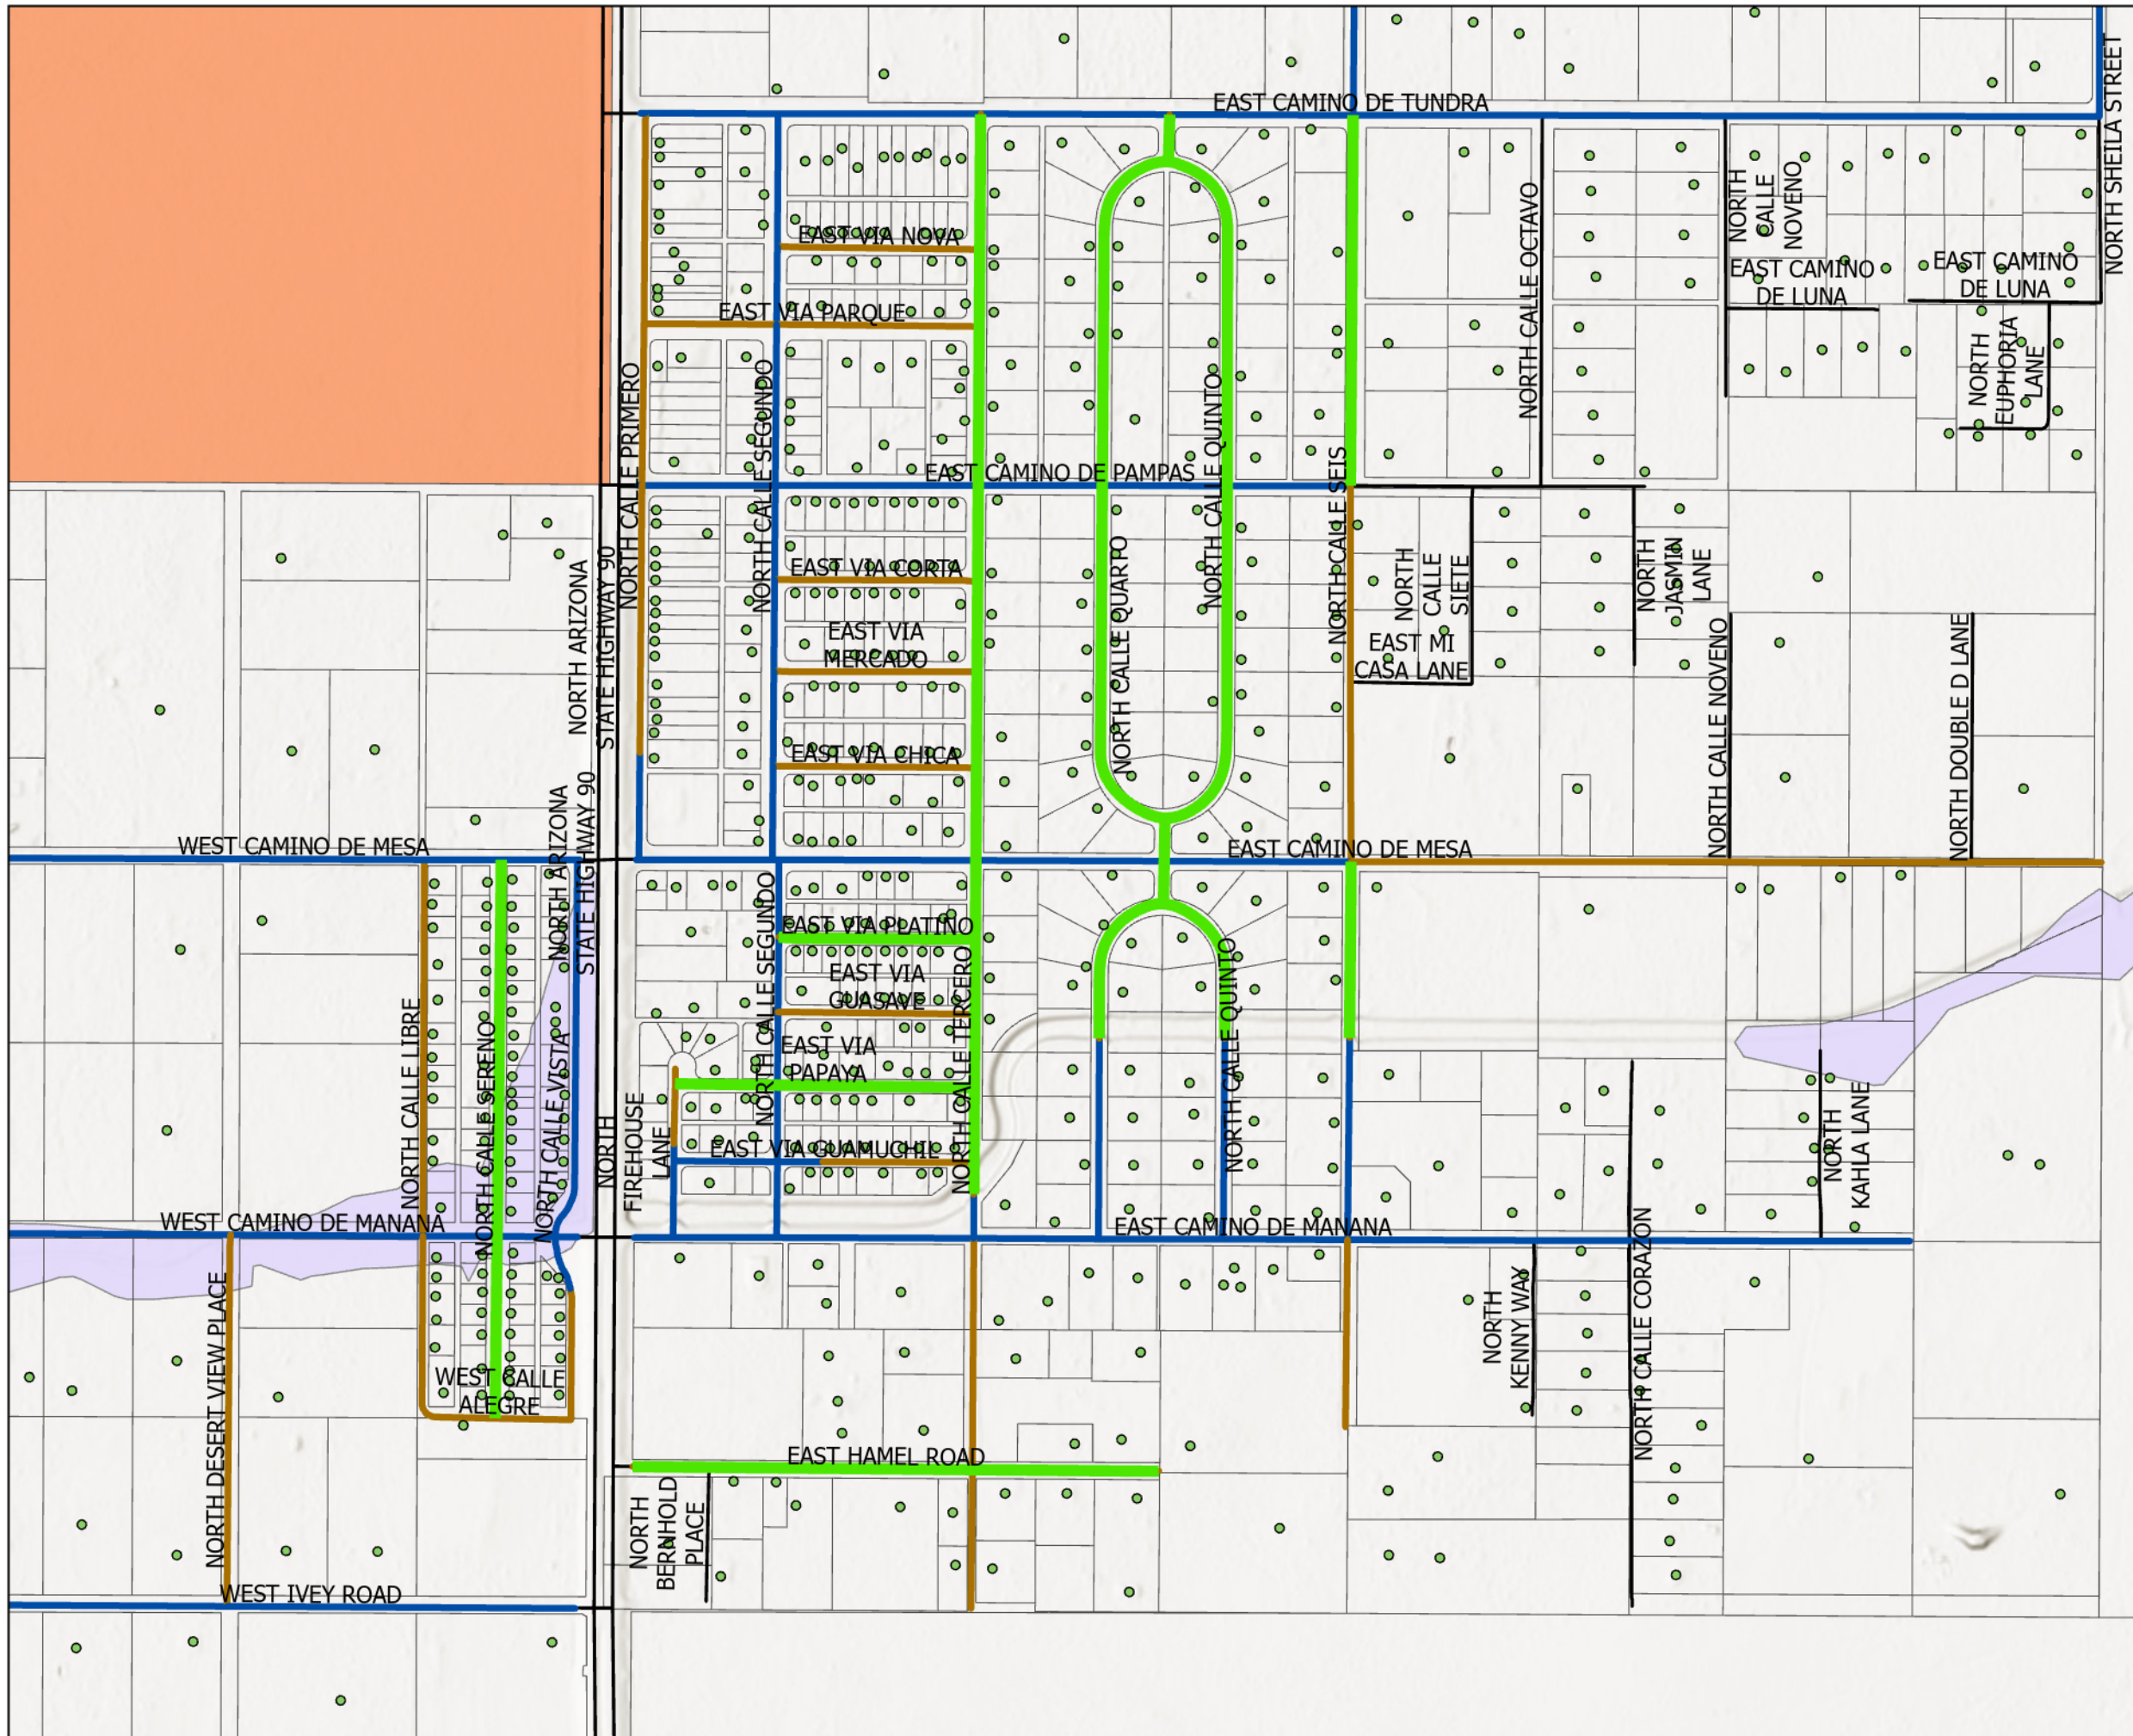 EAST CAMINO DE TUNDRA
NORTH SHEILA STREET
NORTH
CALLE
NOVENO
NORTH CALLE OCTAVO
EAST VIA NOVA
EAST CAMINO
DE LUNA
EAST CAMINO
DE LUNA
EAST VIA PARQUE
NORTH
EUPHORIA
LANE
NORTH CALLE PRIMERO
NORTH CALLE SEGUNDO
NORTH CALLE QUINTO
EAST CAMINO DE PAMPAS
NORTH CALLE SEIS
NORTH ARIZONA
STATE HIGHWAY 90
EAST VIA CORTA
NORTH CALLE QUARTO
NORTH
CALLE
SIETE
NORTH
JASMIN
LANE
EAST VIA
MERCADO
EAST MI
CASA LANE
NORTH CALLE NOVENO
NORTH DOUBLE D LANE
EAST VIA CHICA
NORTH ARIZONA
STATE HIGHWAY 90
WEST CAMINO DE MESA
EAST CAMINO DE MESA
NORTH CALLE SEGUNDO
EAST VIA PLATINO
NORTH CALLE TERCERO
NORTH CALLE QUINTO
EAST VIA
GUASAVE
NORTH CALLE LIBRE
NORTH CALLE SERENO
NORTH CALLE VISTA
EAST VIA
PAPAYA
NORTH
FIREHOUSE
LANE
EAST VIA GUAMUCHIL
NORTH
KAHLA LANE
WEST CAMINO DE MANANA
EAST CAMINO DE MANANA
NORTH CALLE CORAZON
NORTH
KENNY WAY
NORTH DESERT VIEW PLACE
WEST CALLE
ALEGRE
EAST HAMEL ROAD
NORTH
BERNHOLD
PLACE
WEST IVEY ROAD